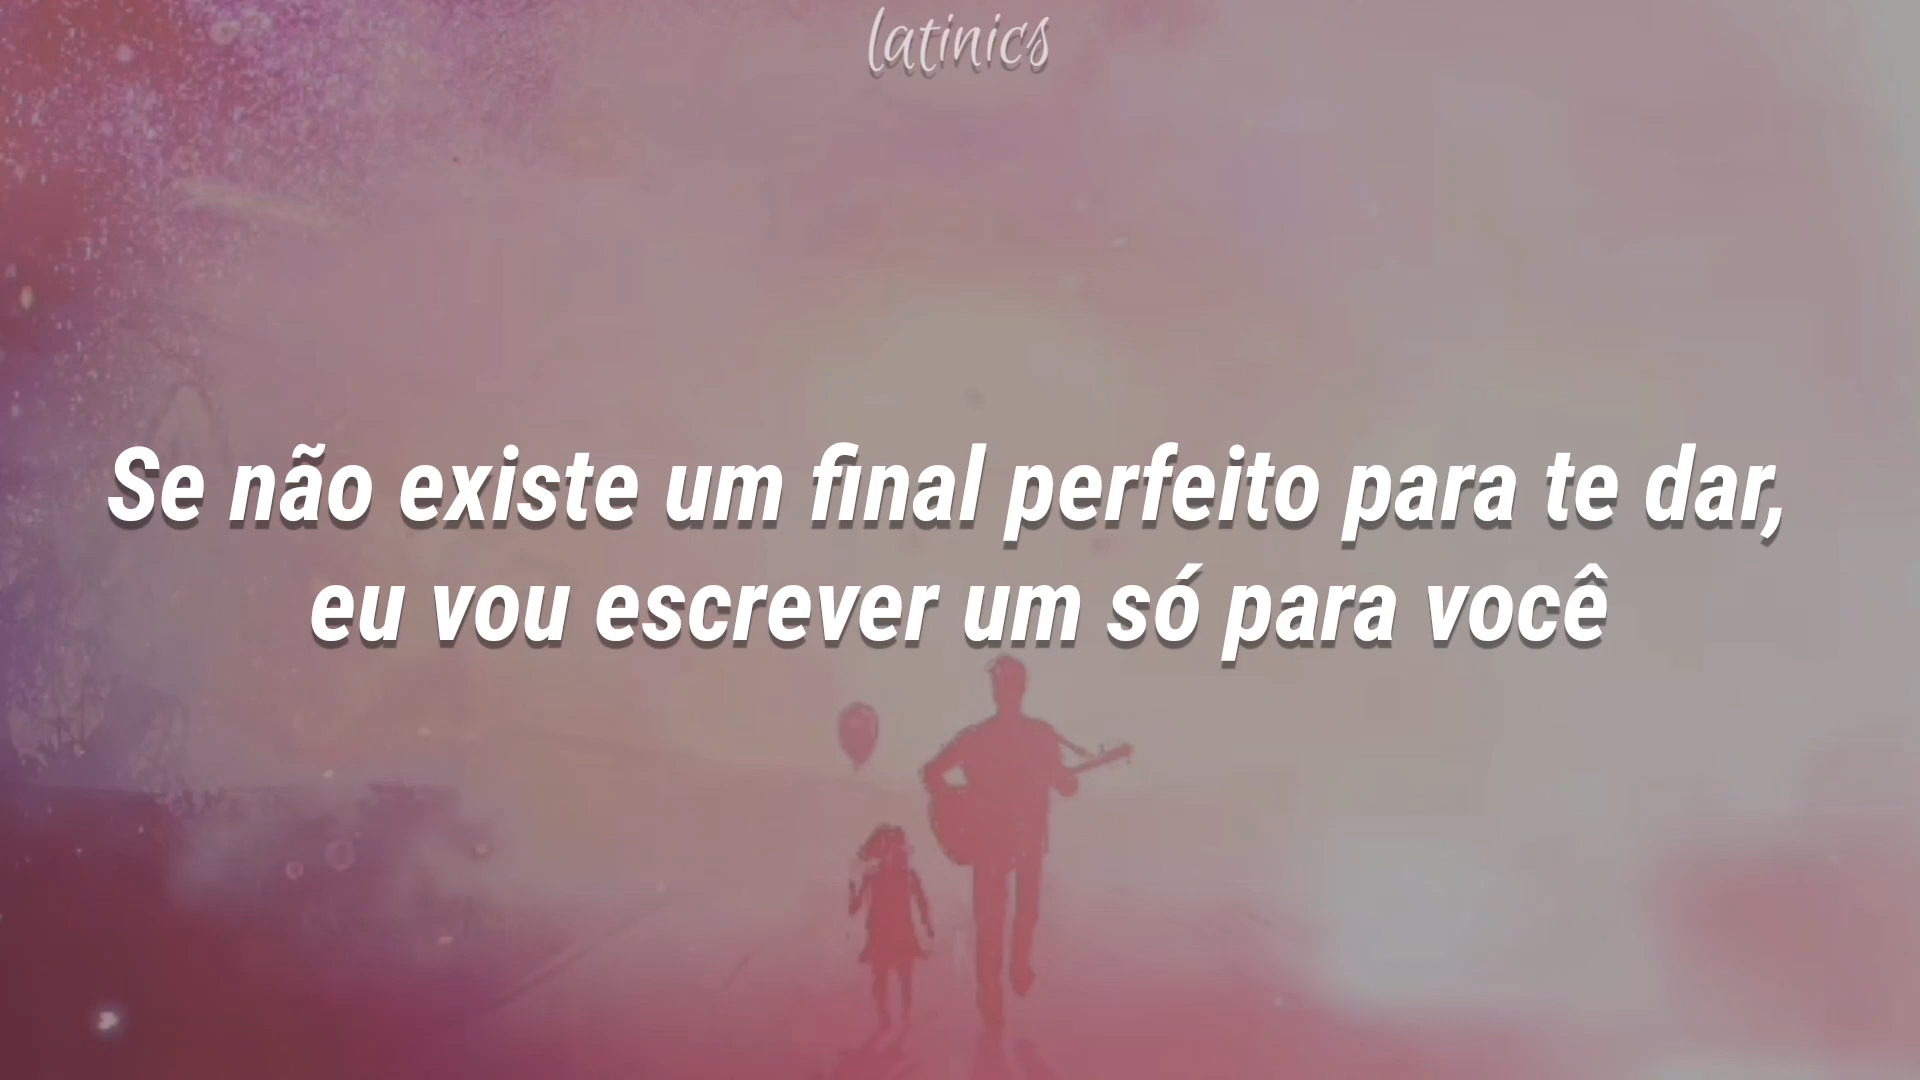 latinics
Se não existe um final perfeito para te dar,
eu vou escrever um só para você